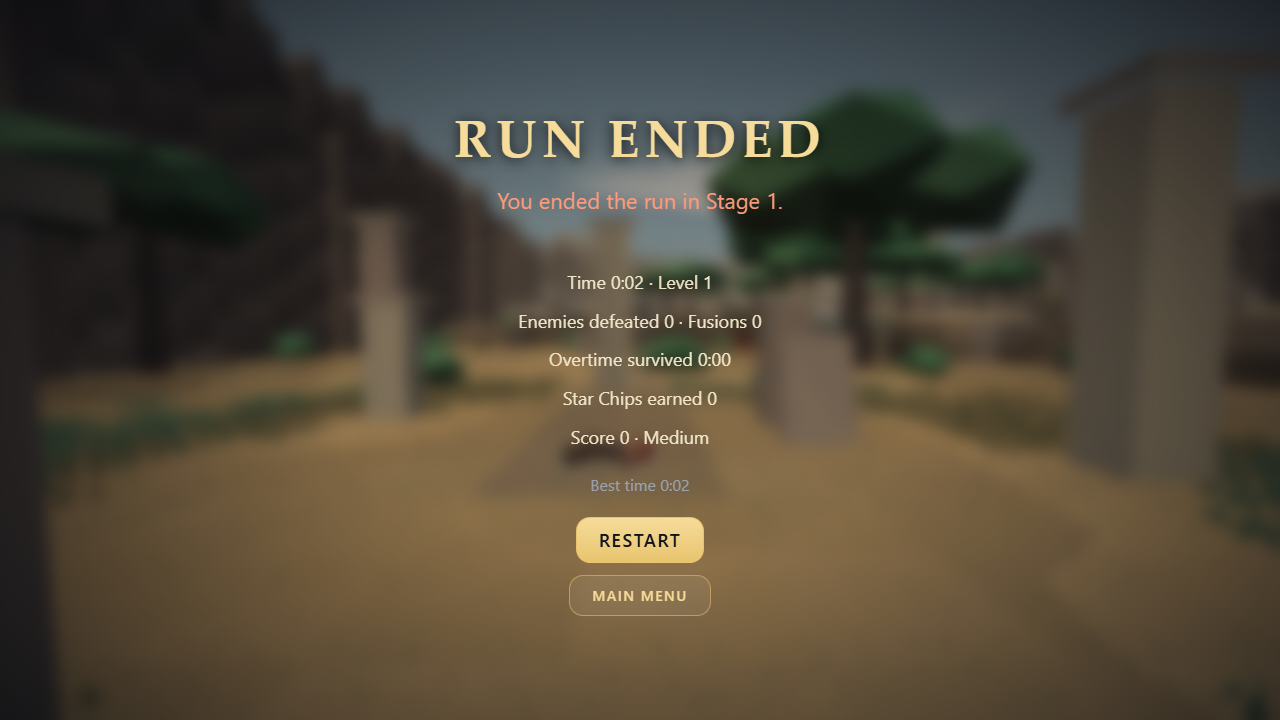 RUN ENDED
You ended the run in Stage 1.
Time 0:02 · Level 1
Enemies defeated 0 · Fusions 0
Overtime survived 0:00
Star Chips earned 0
Score 0 · Medium
Best time 0:02
RESTART
MAIN MENU